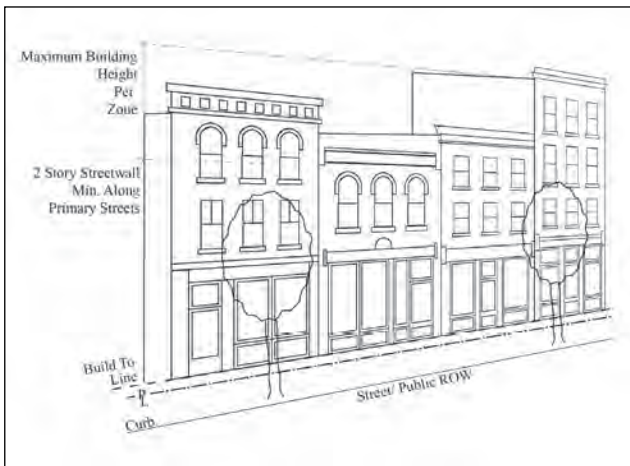 Maximum Building
Height
Per
Zone
2 Story Streetwall
Min. Along
Primary Streets
Build To
Line
Street/ Public ROW
Curb